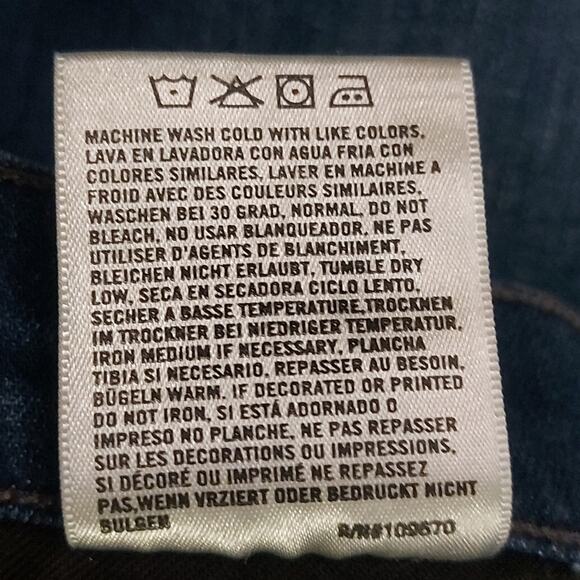 MACHINE WASH COLD WITH LIKE COLORS.
LAVA EN LAVADORA CON AGUA FRIA CON
COLORES SIMILARES. LAVER EN MACHINE A
FROID AVEC DES COULEURS SIMILAIRES.
WASCHEN BEI 30 GRAD, NORMAL. DO NOT
BLEACH. NO USAR BLANQUEADOR. NE PAS
UTILISER D'AGENTS DE BLANCHIMENT.
BLEICHEN NICHT ERLAUBT. TUMBLE DRY
LOW. SECA EN SECADORA CICLO LENTO.
SECHER A BASSE TEMPERATURE.TROCKNEN
IM TROCKNER BEI NIEDRIGER TEMPERATUR.
IRON MEDIUM IF NECESSARY. PLANCHA
TIBIA SI NECESARIO. REPASSER AU BESOIN.
BÜGELN WARM. IF DECORATED OR PRINTED
DO NOT IRON. SI ESTÁ ADORNADO O
IMPRESO NO PLANCHE. NE PAS REPASSER
SUR LES DECORATIONS OU IMPRESSIONS.
SI DÉCORÉ OU IMPRIMÉ NE REPASSEZ
PAS.WENN VRZIERT ODER BEDRUCKT NICHT
BULGEN
R/N#109670